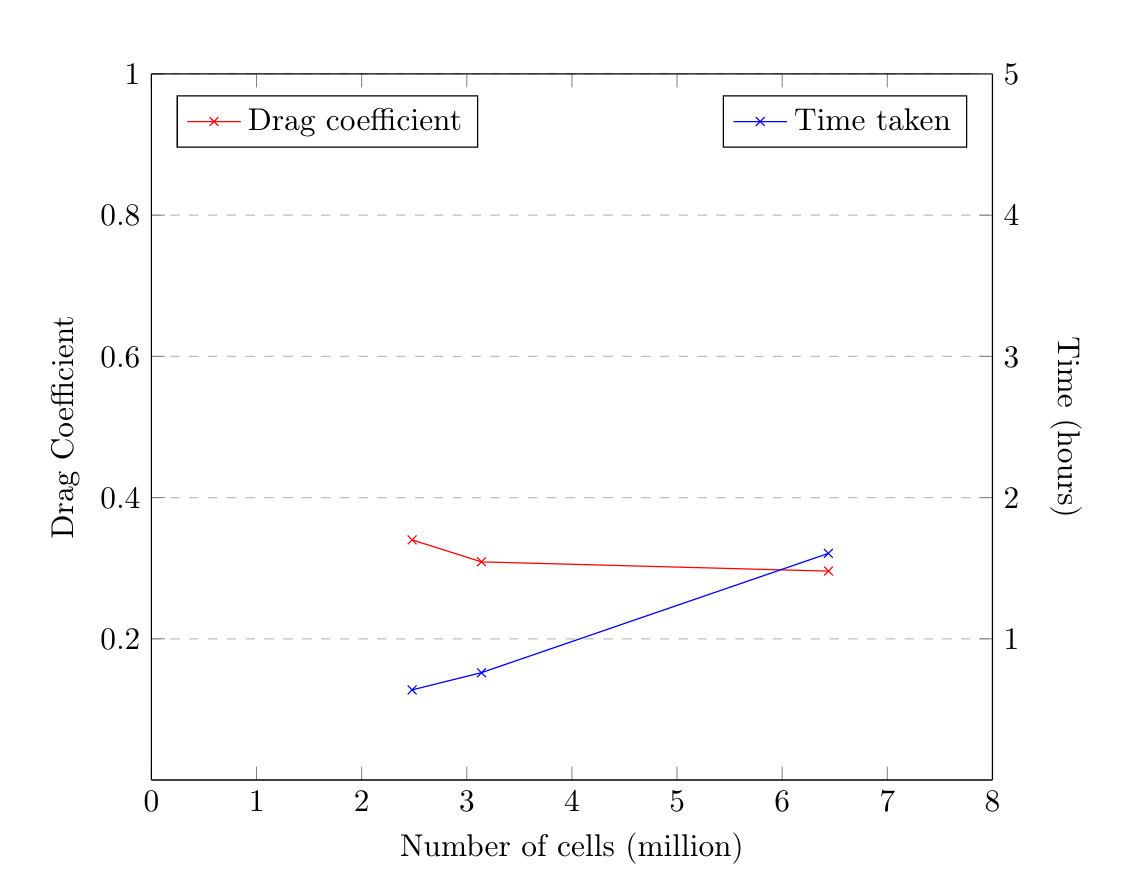 1
0.8
0.6
0.4
0.2
Drag Coefficient
Drag coefficient
Time taken
5
4
3
2
1
Time (hours)
0 1 2 3 4 5 6 7 8
Number of cells (million)